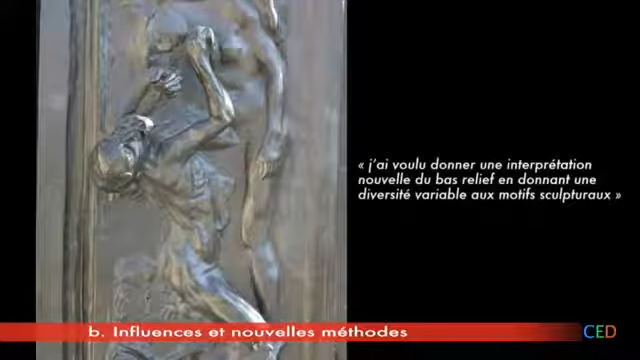 « j'ai voulu donner une interprétation
nouvelle du bas relief en donnant une
diversité variable aux motifs sculpturaux »
b. Influences et nouvelles méthodes
CED